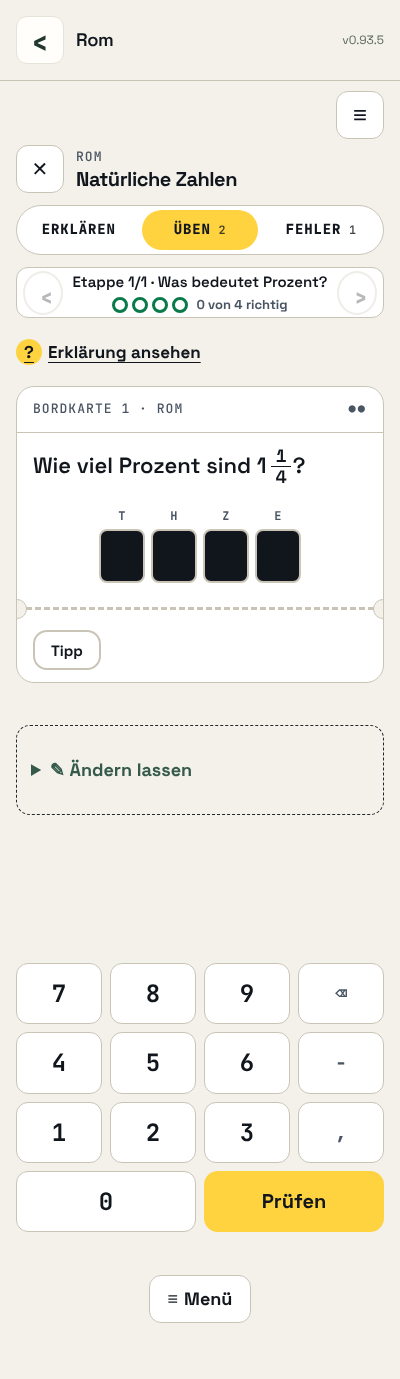 < Rom v0.93.5
≡
✕ ROM
Natürliche Zahlen
ERKLÄREN ÜBEN 2 FEHLER 1
< Etappe 1/1 · Was bedeutet Prozent? >
0 von 4 richtig
? Erklärung ansehen
BORDKARTE 1 · ROM ●●
Wie viel Prozent sind 1 1/4?
T H Z E
Tipp
▶ ✎ Ändern lassen
7 8 9 ⌫
4 5 6 -
1 2 3 ,
0 Prüfen
≡ Menü